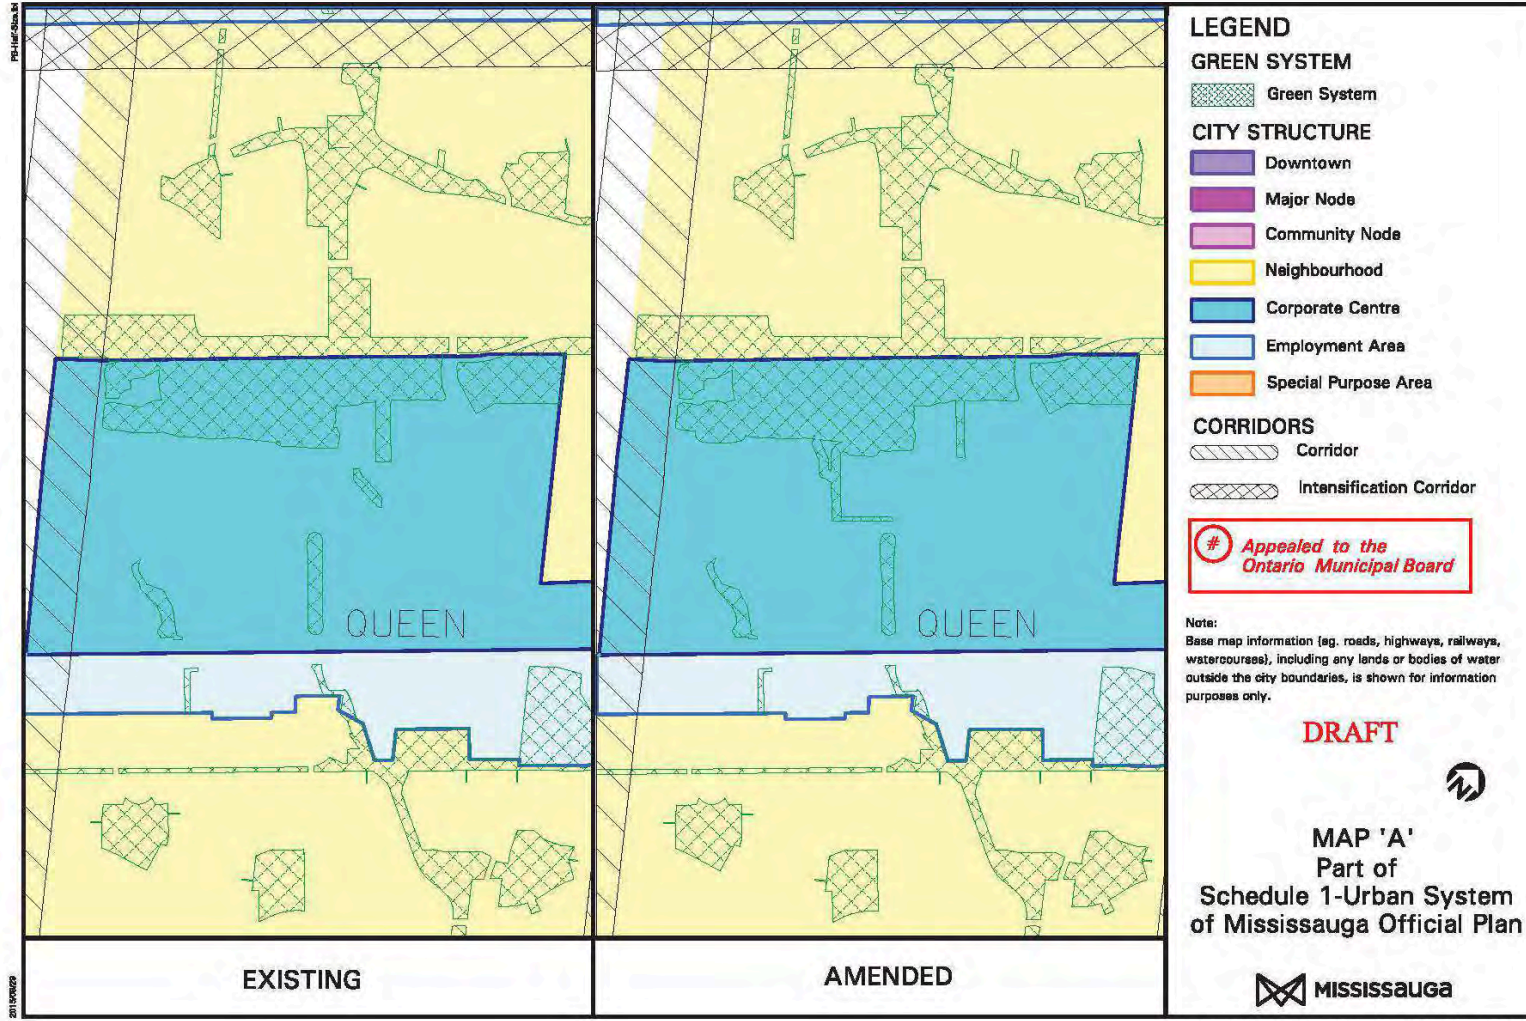 QUEEN
EXISTING
QUEEN
AMENDED
LEGEND
GREEN SYSTEM
Green System
CITY STRUCTURE
Downtown
Major Node
Community Node
Neighbourhood
Corporate Centre
Employment Area
Special Purpose Area
CORRIDORS
Corridor
Intensification Corridor
# Appealed to the
Ontario Municipal Board
Note:
Base map information (eg. roads, highways, railways,
watercourses), including any lands or bodies of water
outside the city boundaries, is shown for information
purposes only.
DRAFT
MAP 'A'
Part of
Schedule 1-Urban System
of Mississauga Official Plan
MISSISSAUGA